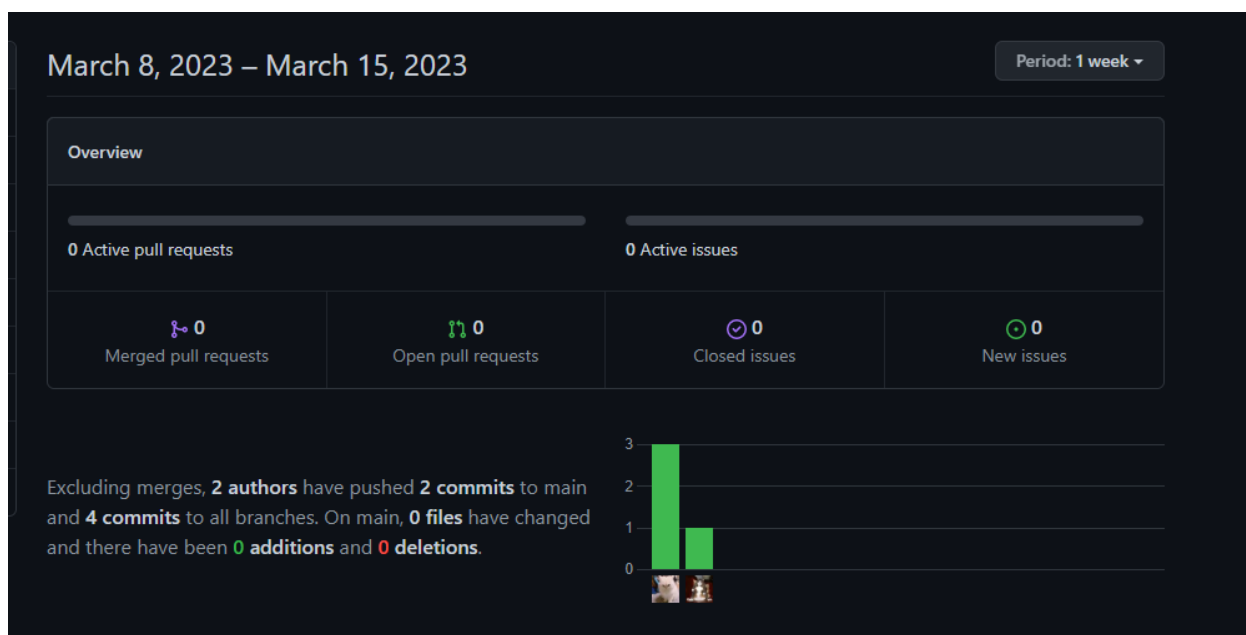 March 8, 2023 – March 15, 2023
Period: 1 week
Overview
0 Active pull requests
0 Active issues
0
Merged pull requests
0
Open pull requests
0
Closed issues
0
New issues
Excluding merges, 2 authors have pushed 2 commits to main
and 4 commits to all branches. On main, 0 files have changed
and there have been 0 additions and 0 deletions.
3
2
1
0